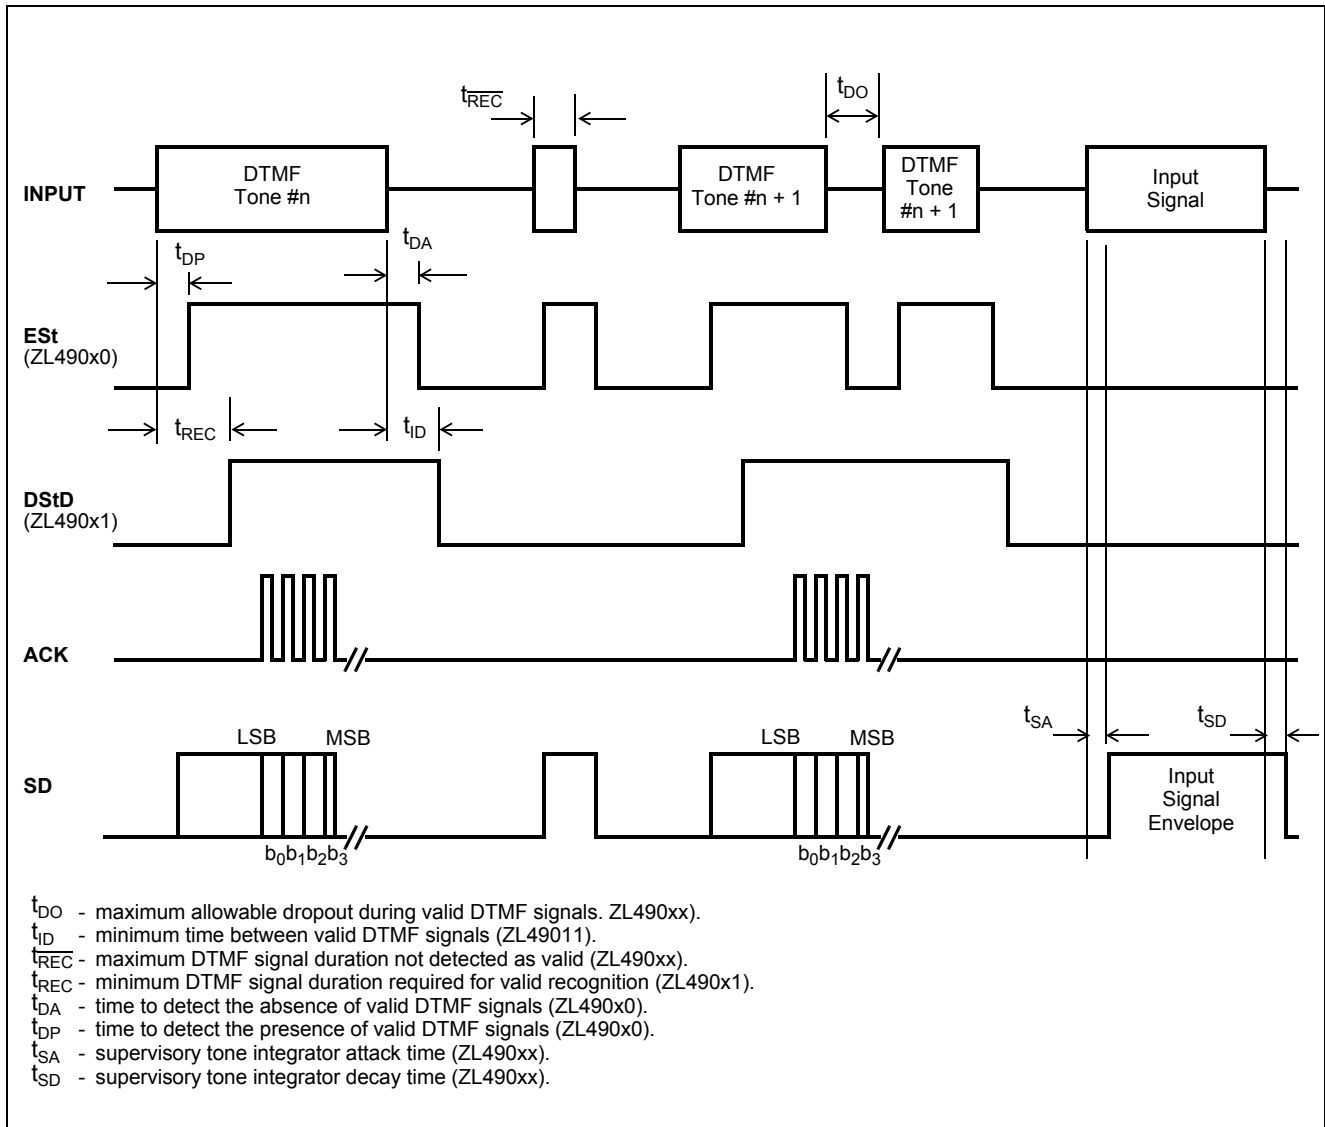 tREC
tDO
INPUT
DTMF
Tone #n
DTMF
Tone #n + 1
DTMF
Tone
#n + 1
Input
Signal
tDP
tDA
ESt
(ZL490x0)
tREC
tID
DStD
(ZL490x1)
ACK
tSA
tSD
LSB
MSB
LSB
MSB
SD
Input
Signal
Envelope
b0b1b2b3
b0b1b2b3
tDO - maximum allowable dropout during valid DTMF signals. ZL490xx).
tID - minimum time between valid DTMF signals (ZL49011).
tREC - maximum DTMF signal duration not detected as valid (ZL490xx).
tREC - minimum DTMF signal duration required for valid recognition (ZL490x1).
tDA - time to detect the absence of valid DTMF signals (ZL490x0).
tDP - time to detect the presence of valid DTMF signals (ZL490x0).
tSA - supervisory tone integrator attack time (ZL490xx).
tSD - supervisory tone integrator decay time (ZL490xx).